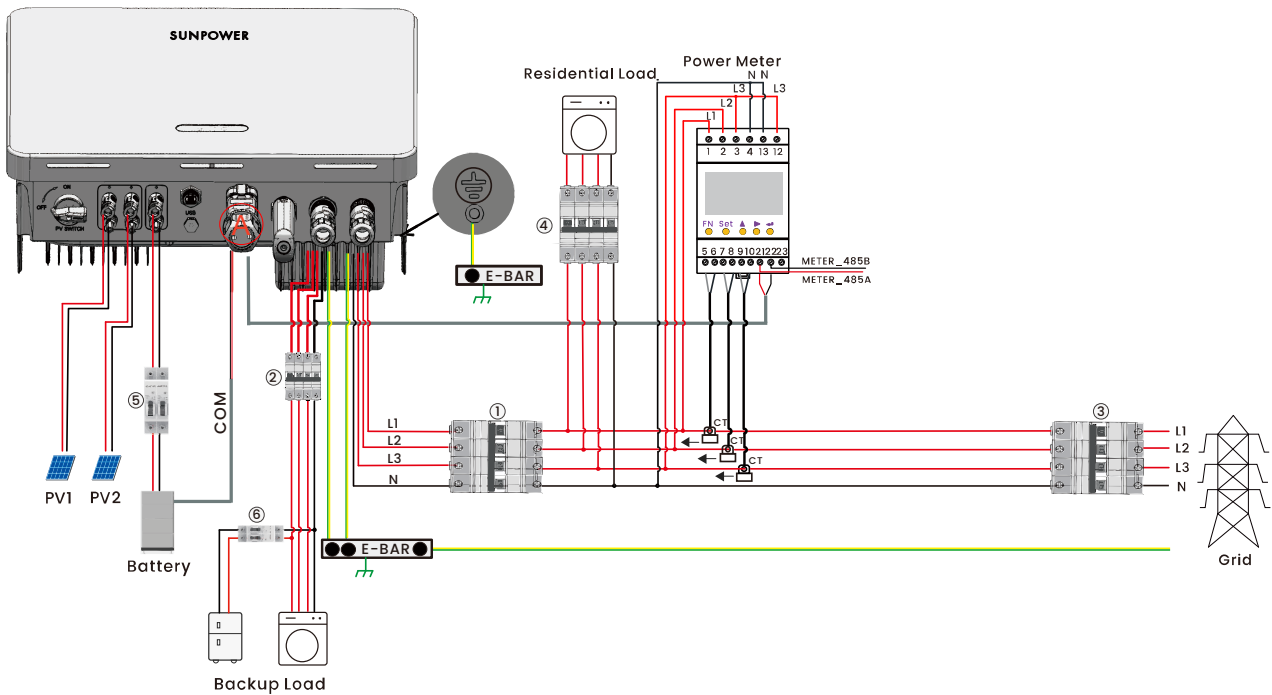 SUNPOWER
ON
OFF
PV SWITCH
USB
A
E-BAR
Residential Load
Power Meter
N N
L3 L3
L2
L1
1 2 3 4 13 12
FN Set
5 6 7 8 9 10 21 22 23
METER_485B
METER_485A
④
②
⑤
COM
①
③
L1
L2
L3
N
CT
CT
CT
L1
L2
L3
N
PV1 PV2
⑥
Battery
E-BAR
Grid
Backup Load